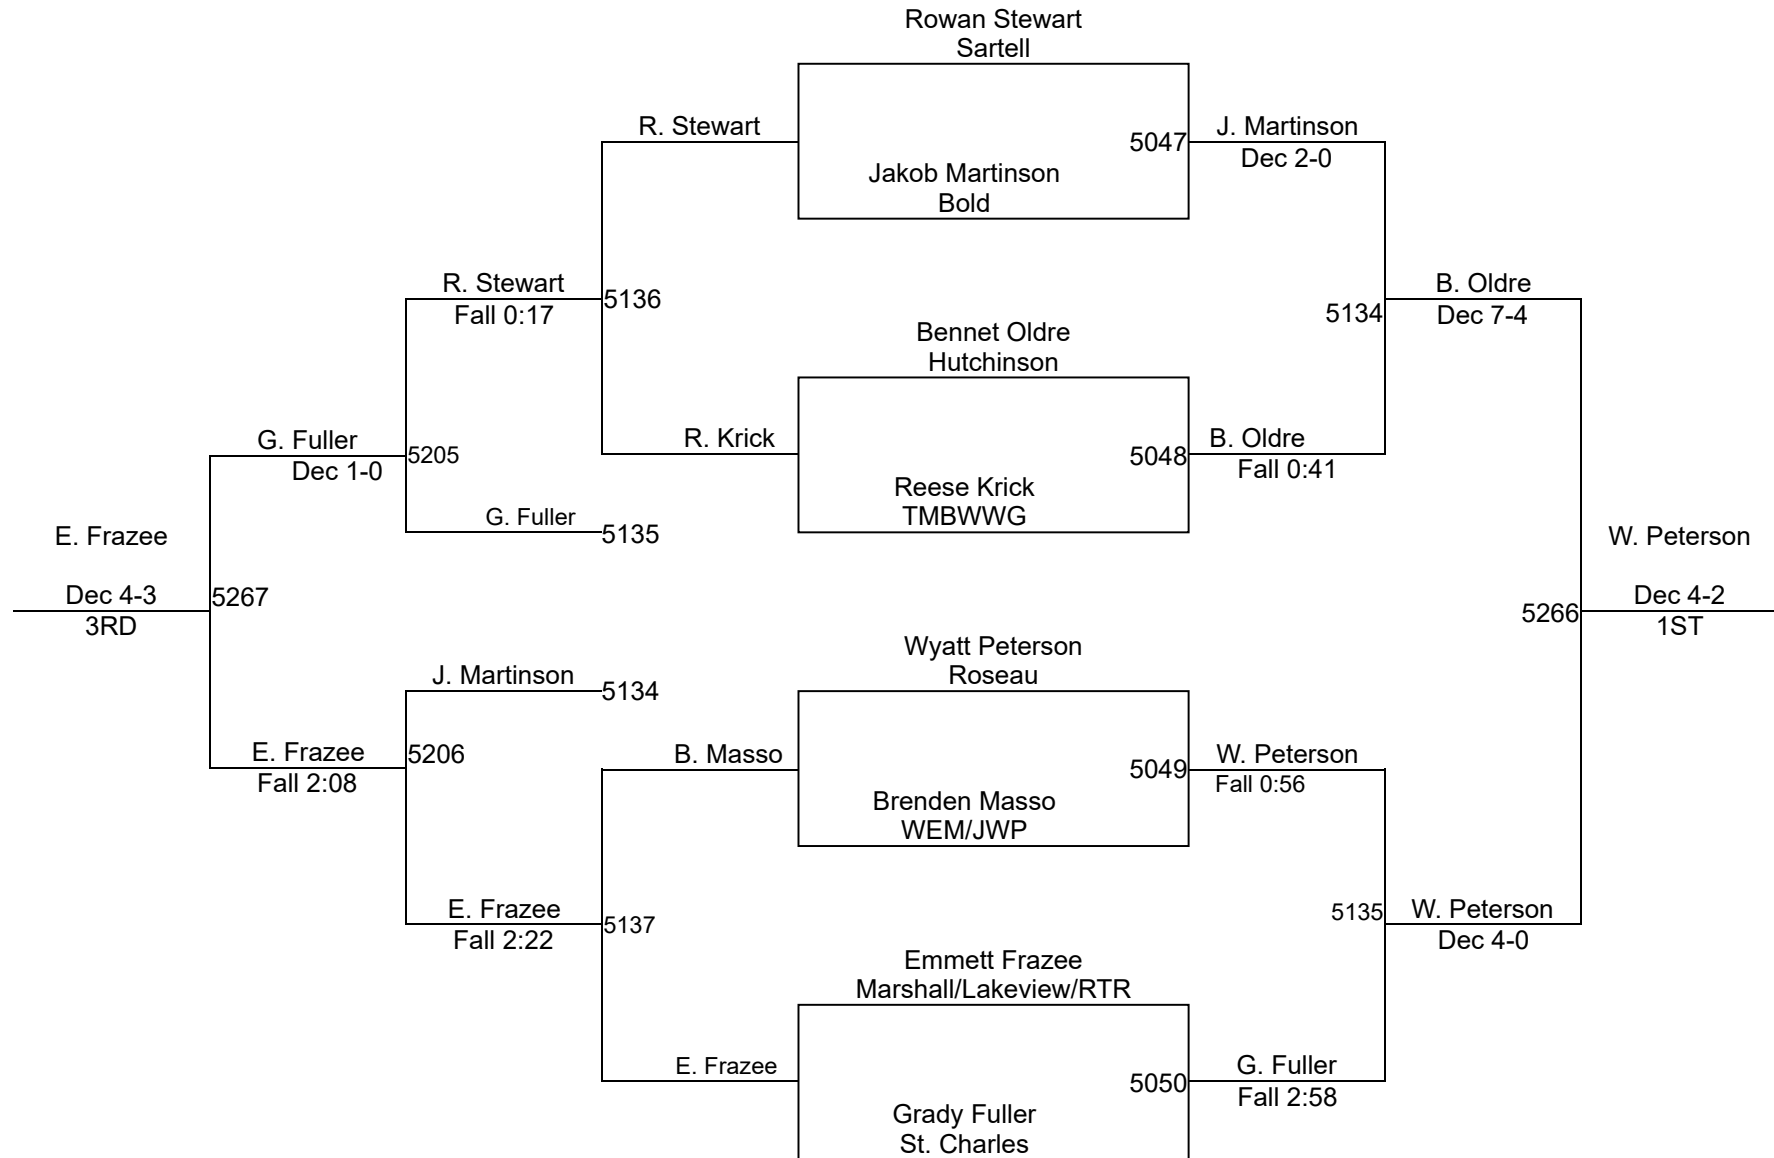 Rowan Stewart
Sartell
R. Stewart
5047
J. Martinson
Dec 2-0
Jakob Martinson
Bold
R. Stewart
Fall 0:17
5136
5134
B. Oldre
Dec 7-4
Bennet Oldre
Hutchinson
G. Fuller
Dec 1-0
5205
R. Krick
5048
B. Oldre
Fall 0:41
Reese Krick
TMBWWG
G. Fuller
5135
E. Frazee
Dec 4-3
3RD
5267
W. Peterson
5266
Dec 4-2
1ST
Wyatt Peterson
Roseau
J. Martinson
5134
E. Frazee
Fall 2:08
5206
B. Masso
5049
W. Peterson
Fall 0:56
Brenden Masso
WEM/JWP
E. Frazee
Fall 2:22
5137
5135
W. Peterson
Dec 4-0
Emmett Frazee
Marshall/Lakeview/RTR
E. Frazee
5050
G. Fuller
Fall 2:58
Grady Fuller
St. Charles